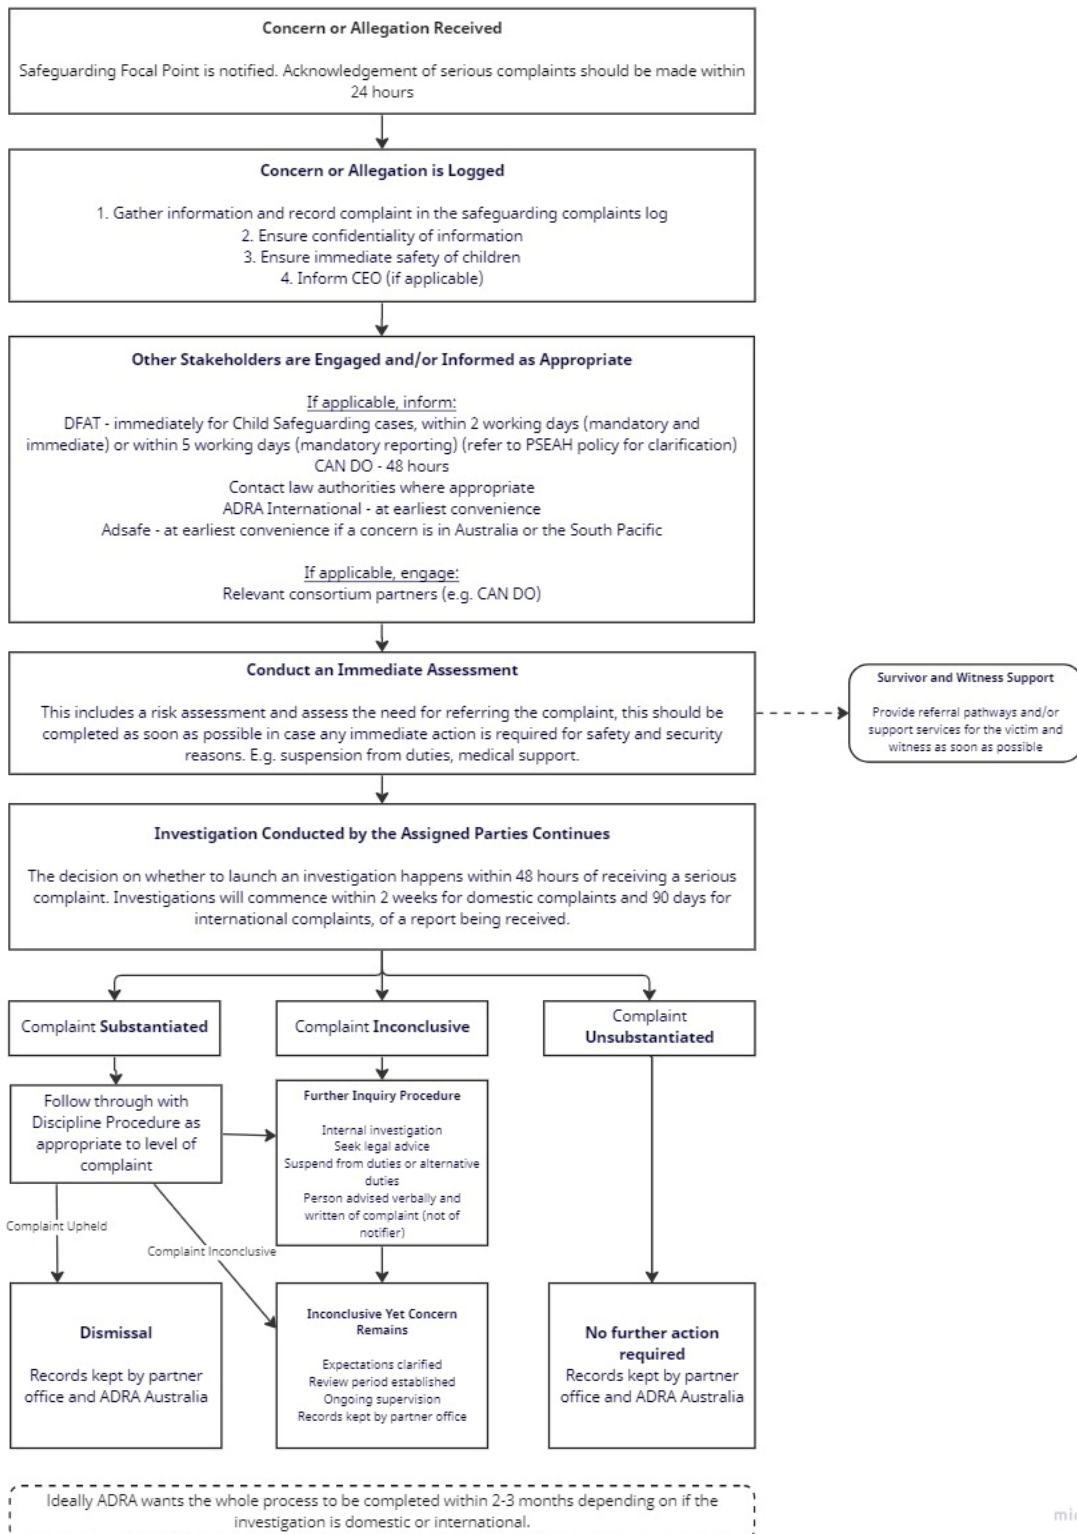 Concern or Allegation Received
Safeguarding Focal Point is notified. Acknowledgement of serious complaints should be made within
24 hours
Concern or Allegation is Logged
1. Gather information and record complaint in the safeguarding complaints log
2. Ensure confidentiality of information
3. Ensure immediate safety of children
4. Inform CEO (if applicable)
Other Stakeholders are Engaged and/or Informed as Appropriate
If applicable, inform:
DFAT - immediately for Child Safeguarding cases, within 2 working days (mandatory and
immediate) or within 5 working days (mandatory reporting) (refer to PSEAH policy for clarification)
CAN DO - 48 hours
Contact law authorities where appropriate
ADRA International - at earliest convenience
Adsafe - at earliest convenience if a concern is in Australia or the South Pacific
If applicable, engage:
Relevant consortium partners (e.g. CAN DO)
Conduct an Immediate Assessment
This includes a risk assessment and assess the need for referring the complaint, this should be
completed as soon as possible in case any immediate action is required for safety and security
reasons. E.g. suspension from duties, medical support.
Survivor and Witness Support
Provide referral pathways and/or
support services for the victim and
witness as soon as possible
Investigation Conducted by the Assigned Parties Continues
The decision on whether to launch an investigation happens within 48 hours of receiving a serious
complaint. Investigations will commence within 2 weeks for domestic complaints and 90 days for
international complaints, of a report being received.
Complaint Substantiated
Complaint Inconclusive
Complaint
Unsubstantiated
Follow through with
Discipline Procedure as
appropriate to level of
complaint
Further Inquiry Procedure
Internal investigation
Seek legal advice
Suspend from duties or alternative
duties
Person advised verbally and
written of complaint (not of
notifier)
Complaint Upheld
Complaint Inconclusive
Dismissal
Records kept by partner
office and ADRA Australia
Inconclusive Yet Concern
Remains
Expectations clarified
Review period established
Ongoing supervision
Records kept by partner office
No further action
required
Records kept by partner
office and ADRA Australia
Ideally ADRA wants the whole process to be completed within 2-3 months depending on if the
investigation is domestic or international.